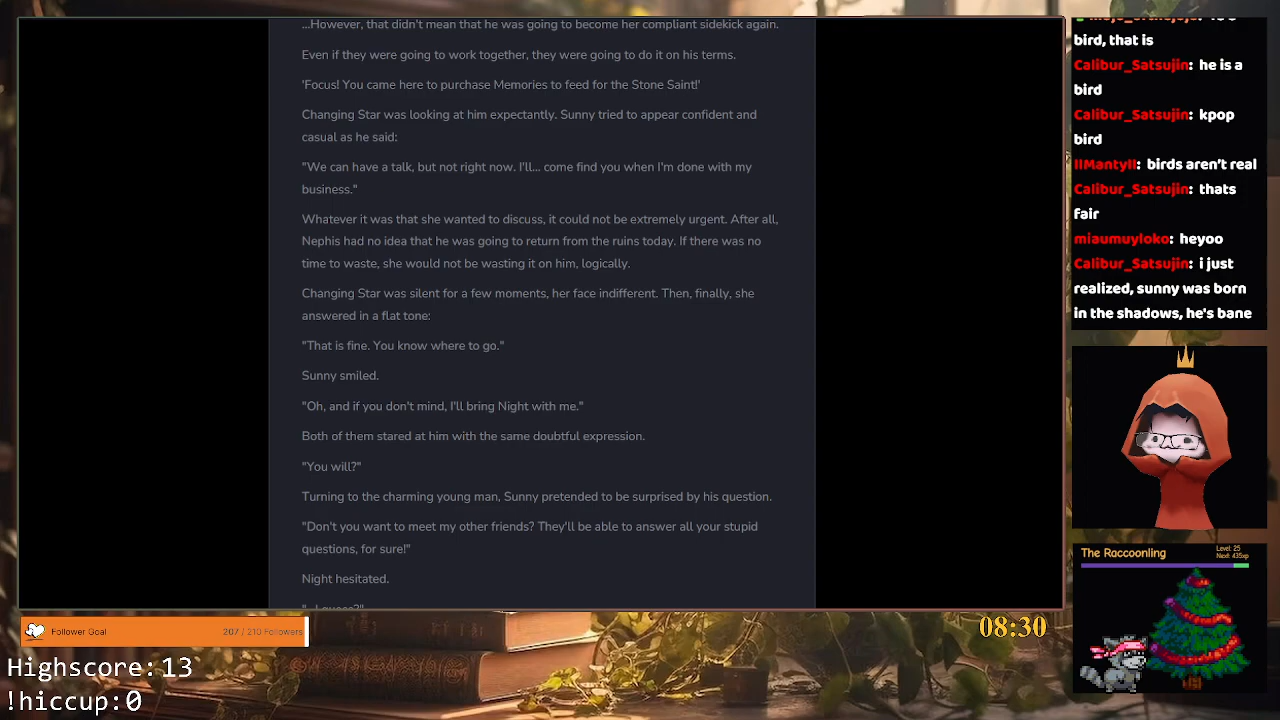 ...However, that didn't mean that he was going to become her compliant sidekick again.
Even if they were going to work together, they were going to do it on his terms.
'Focus! You came here to purchase Memories to feed for the Stone Saint!'
Changing Star was looking at him expectantly. Sunny tried to appear confident and
casual as he said:
"We can have a talk, but not right now. I'll... come find you when I'm done with my
business."
Whatever it was that she wanted to discuss, it could not be extremely urgent. After all,
Nephis had no idea that he was going to return from the ruins today. If there was no
time to waste, she would not be wasting it on him, logically.
Changing Star was silent for a few moments, her face indifferent. Then, finally, she
answered in a flat tone:
"That is fine. You know where to go."
Sunny smiled.
"Oh, and if you don't mind, I'll bring Night with me."
Both of them stared at him with the same doubtful expression.
"You will?"
Turning to the charming young man, Sunny pretended to be surprised by his question.
"Don't you want to meet my other friends? They'll be able to answer all your stupid
questions, for sure!"
Night hesitated.
bird, that is
Calibur_Satsujin: he is a
bird
Calibur_Satsujin: kpop
bird
IIMantyII: birds aren't real
Calibur_Satsujin: thats
fair
miaumuyloko: heyoo
Calibur_Satsujin: i just
realized, sunny was born
in the shadows, he's bane
The Raccoonling
Level: 25
Next: 435xp
Follower Goal
207 / 210 Followers
08:30
Highscore:13
!hiccup:0